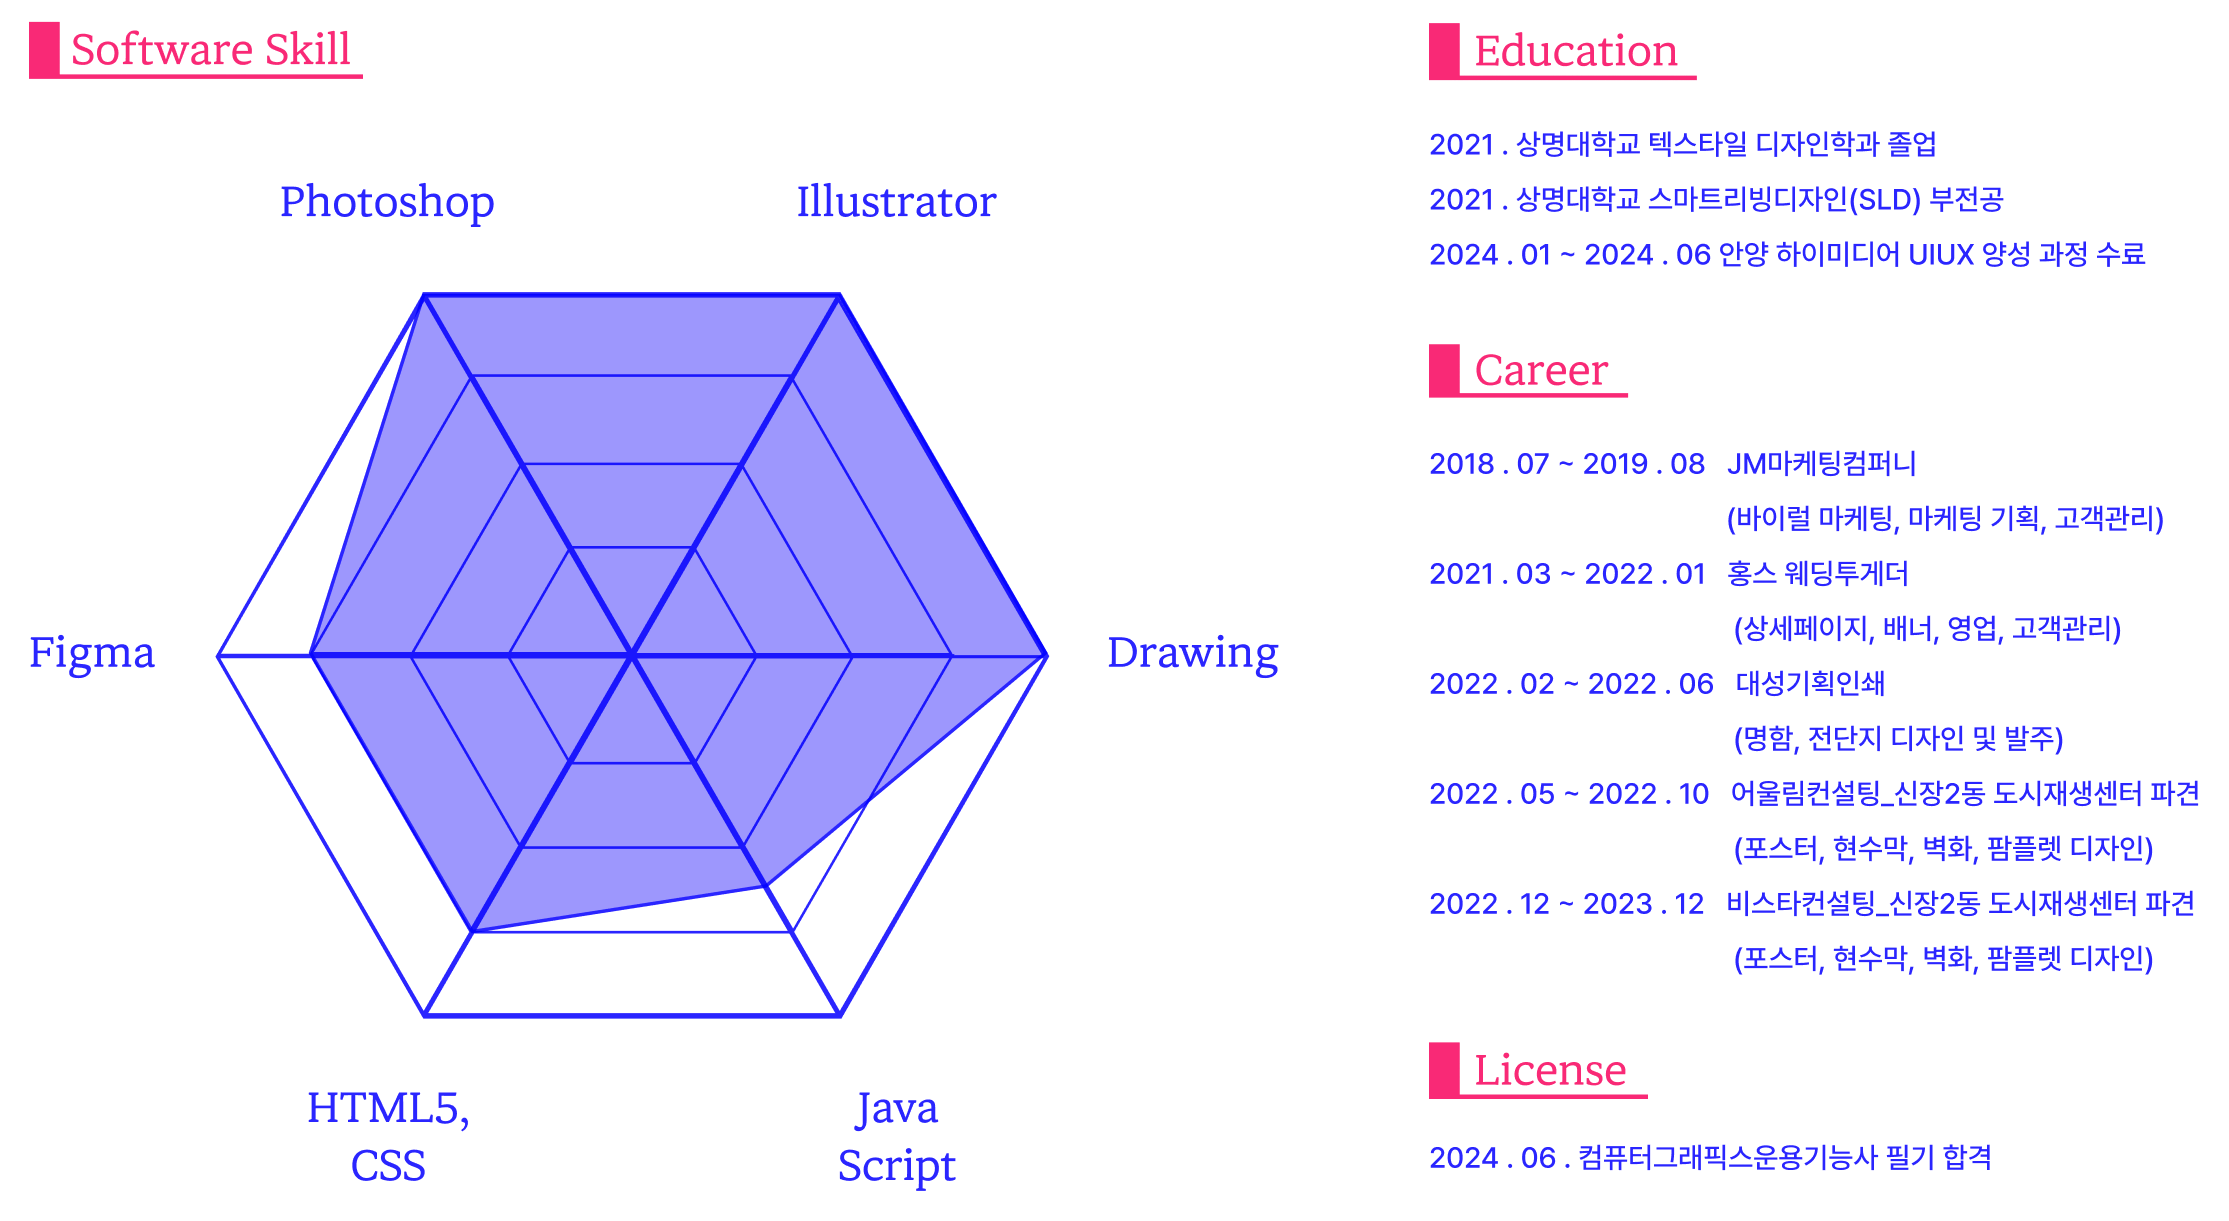 Software Skill
Photoshop
Illustrator
Figma
Drawing
HTML5,
CSS
Java
Script
Education
2021 . 상명대학교 텍스타일 디자인학과 졸업
2021 . 상명대학교 스마트리빙디자인(SLD) 부전공
2024 . 01 ~ 2024 . 06 안양 하이미디어 UIUX 양성 과정 수료
Career
2018 . 07 ~ 2019 . 08 JM마케팅컴퍼니
(바이럴 마케팅, 마케팅 기획, 고객관리)
2021 . 03 ~ 2022 . 01 홍스 웨딩투게더
(상세페이지, 배너, 영업, 고객관리)
2022 . 02 ~ 2022 . 06 대성기획인쇄
(명함, 전단지 디자인 및 발주)
2022 . 05 ~ 2022 . 10 어울림컨설팅_신장2동 도시재생센터 파견
(포스터, 현수막, 벽화, 팜플렛 디자인)
2022 . 12 ~ 2023 . 12 비스타컨설팅_신장2동 도시재생센터 파견
(포스터, 현수막, 벽화, 팜플렛 디자인)
License
2024 . 06 . 컴퓨터그래픽스운용기능사 필기 합격